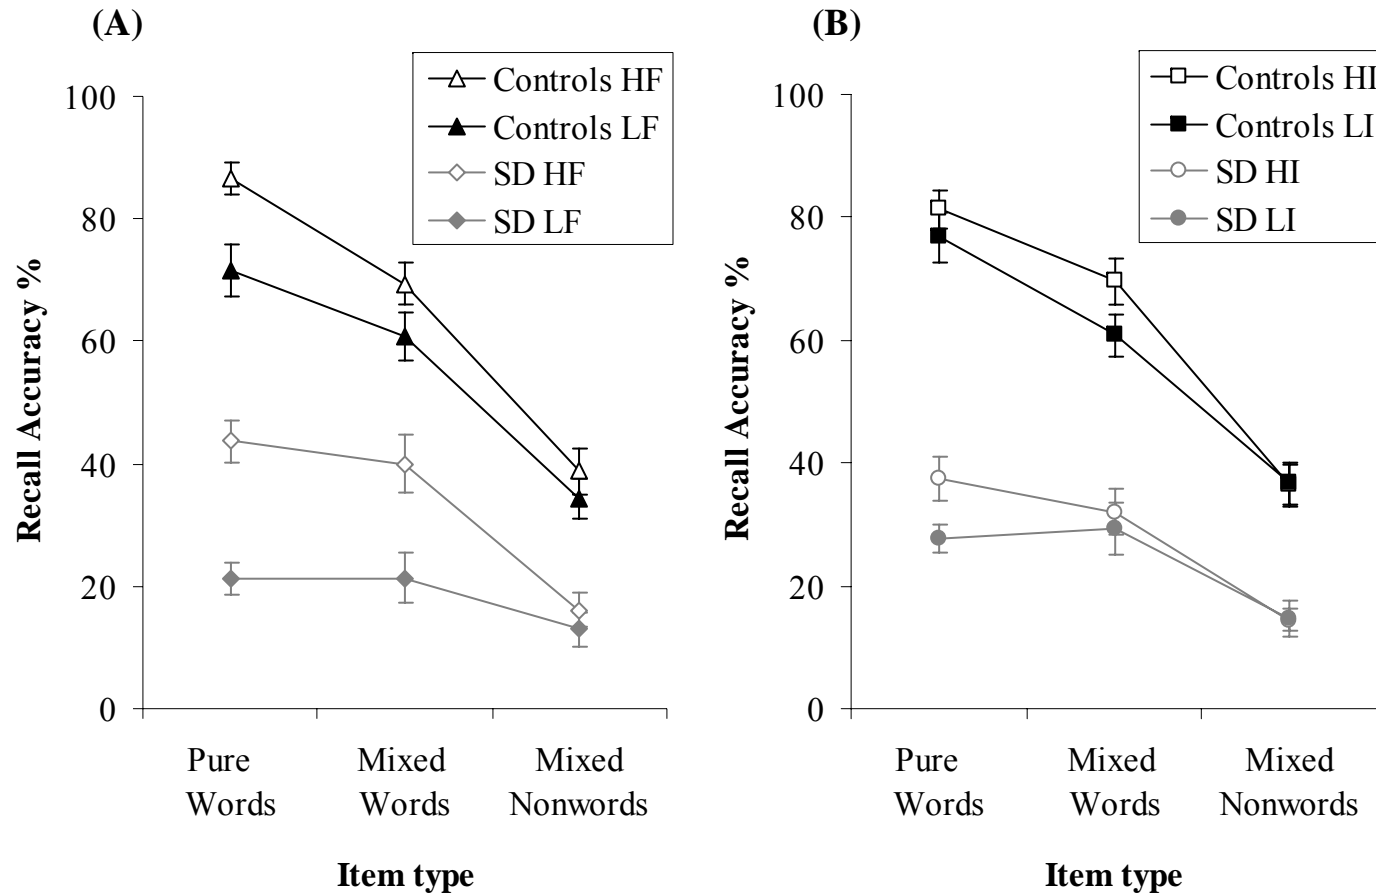 (A)
Controls HF
Controls LF
SD HF
SD LF
100
80
60
40
20
0
Recall Accuracy %
Pure
Words
Mixed
Words
Mixed
Nonwords
Item type
(B)
Controls HI
Controls LI
SD HI
SD LI
100
80
60
40
20
0
Recall Accuracy %
Pure
Words
Mixed
Words
Mixed
Nonwords
Item type